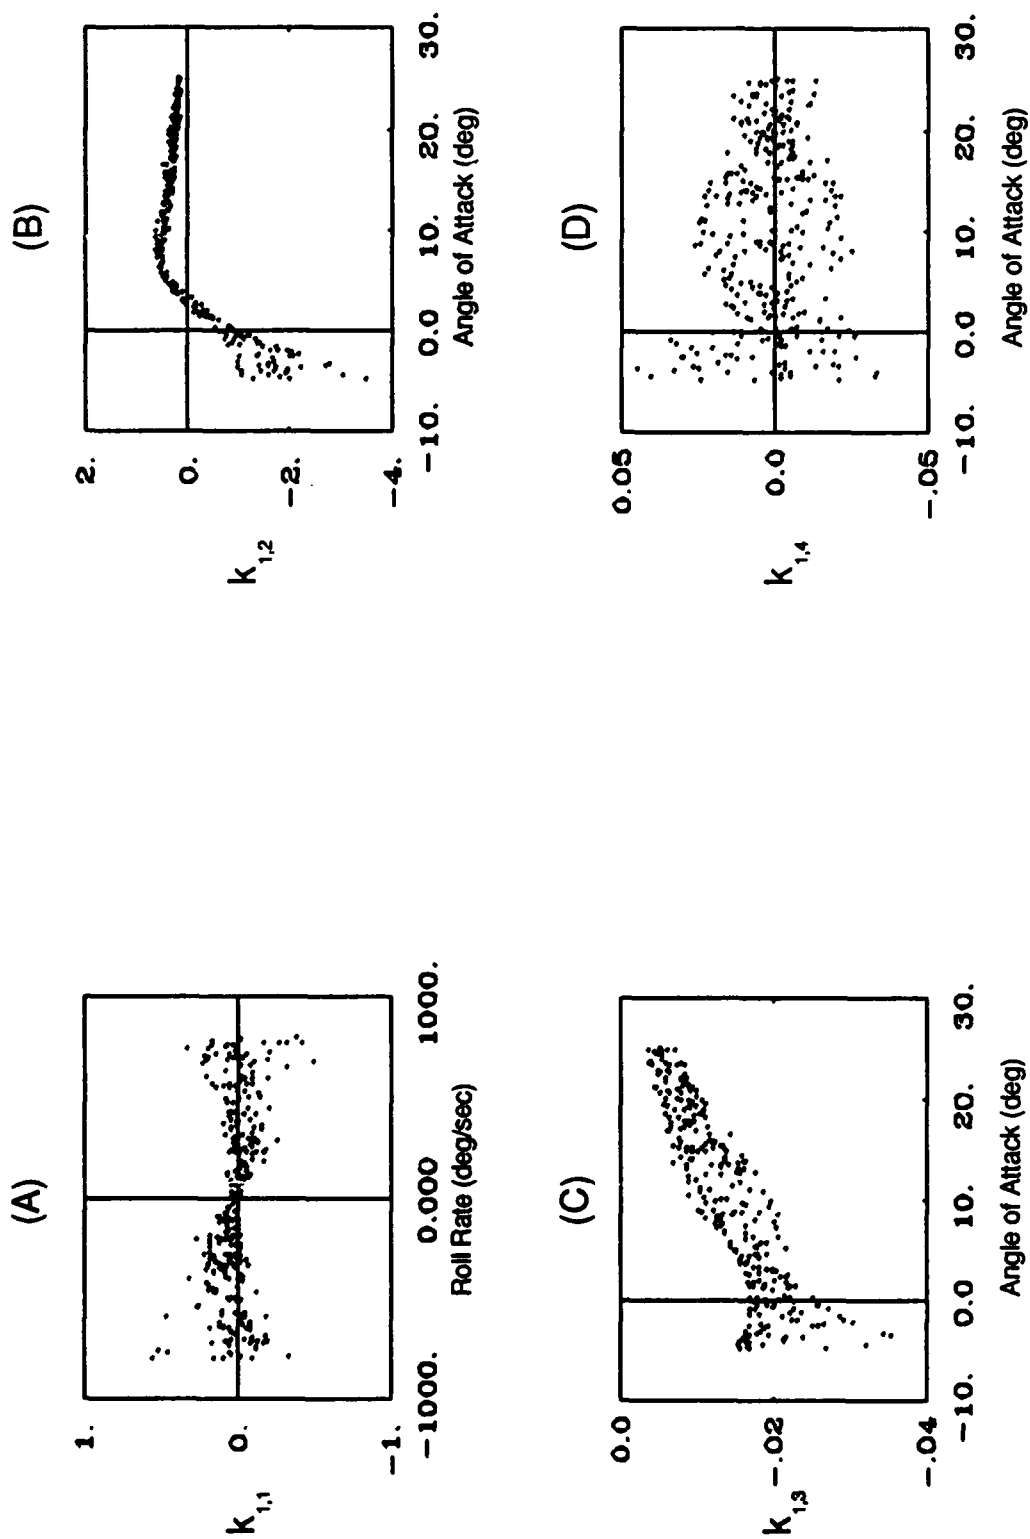 (A)
1.
0.
-1.
k1,1
-1000.
0.000
1000.
Roll Rate (deg/sec)
(B)
2.
0.
-2.
-4.
k1,2
-10.
0.0
10.
20.
30.
Angle of Attack (deg)
(C)
0.0
-.02
-.04
k1,3
-10.
0.0
10.
20.
30.
Angle of Attack (deg)
(D)
0.05
0.0
-.05
k1,4
-10.
0.0
10.
20.
30.
Angle of Attack (deg)